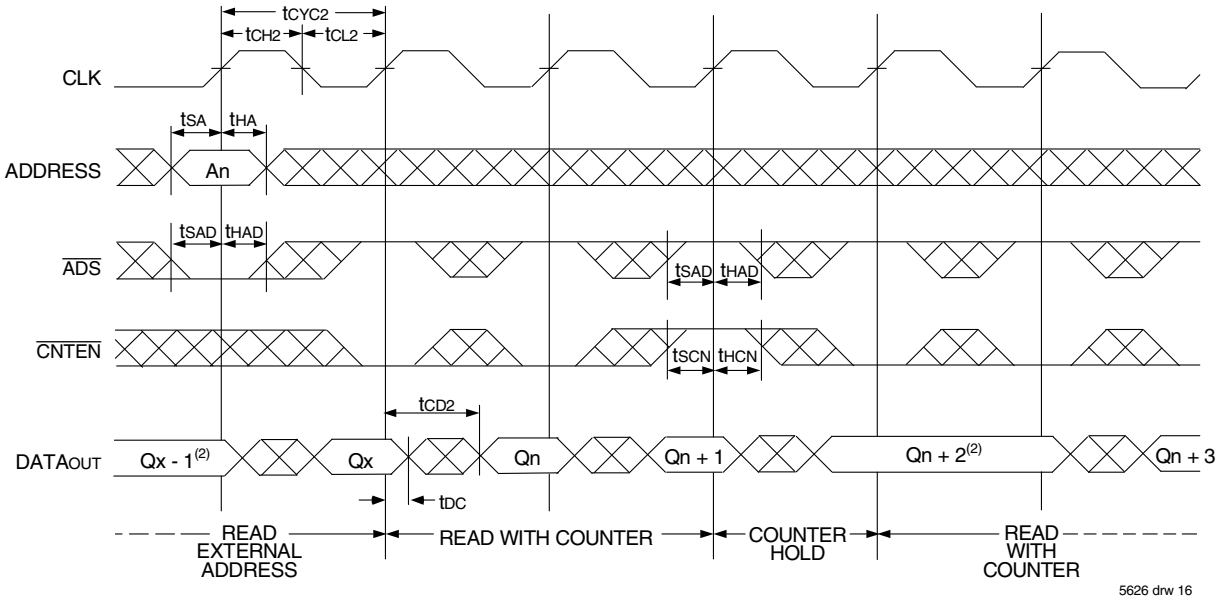 tCYC2
tCH2 tCL2
CLK
tSA tHA
ADDRESS An
tSAD tHAD
ADS
tSAD tHAD
CNTEN
tSCN tHCN
tCD2
DATAOUT Qx - 1(2) Qx Qn Qn + 1 Qn + 2(2) Qn + 3
tDC
READ
EXTERNAL
ADDRESS
READ WITH COUNTER
COUNTER
HOLD
READ
WITH
COUNTER
5626 drw 16